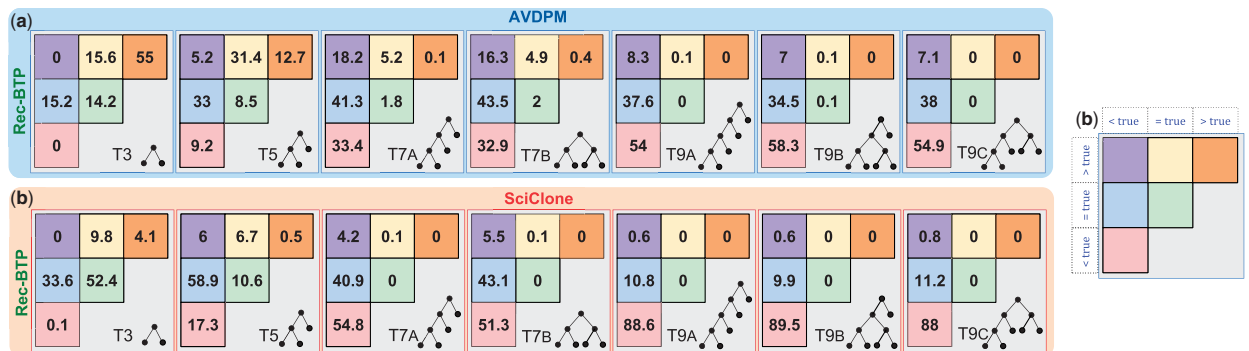 (a) AVDPM
Rec-BTP
0 15.6 55
15.2 14.2
0 T3
5.2 31.4 12.7
33 8.5
9.2 T5
18.2 5.2 0.1
41.3 1.8
33.4 T7A
16.3 4.9 0.4
43.5 2
32.9 T7B
8.3 0.1 0
37.6 0
54 T9A
7 0.1 0
34.5 0.1
58.3 T9B
7.1 0 0
38 0
54.9 T9C
(b) SciClone
Rec-BTP
0 9.8 4.1
33.6 52.4
0.1 T3
6 6.7 0.5
58.9 10.6
17.3 T5
4.2 0.1 0
40.9 0
54.8 T7A
5.5 0.1 0
43.1 0
51.3 T7B
0.6 0 0
10.8 0
88.6 T9A
0.6 0 0
9.9 0
89.5 T9B
0.8 0 0
11.2 0
88 T9C
(b)
< true = true > true
> true
= true
< true